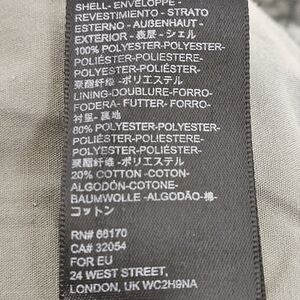 SHELL- ENVELOPPE -
REVESTIMIENTO - STRATO
ESTERNO - AUßENHAUT -
EXTERIOR - 表層 - シェル
100% POLYESTER-POLYESTER-
POLIÉSTER-POLIESTERE-
POLYESTER-POLIÉSTER-
聚酯纤维 -ポリエステル
LINING-DOUBLURE-FORRO-
FODERA- FUTTER- FORRO-
衬里- 裏地
80% POLYESTER-POLYESTER-
POLIÉSTER-POLIESTERE-
POLYESTER-POLIÉSTER-
聚酯纤维 -ポリエステル
20% COTTON -COTON-
ALGODÓN-COTONE-
BAUMWOLLE -ALGODÃO-棉-
コットン
RN# 66170
CA# 32054
FOR EU
24 WEST STREET,
LONDON, UK WC2H9NA